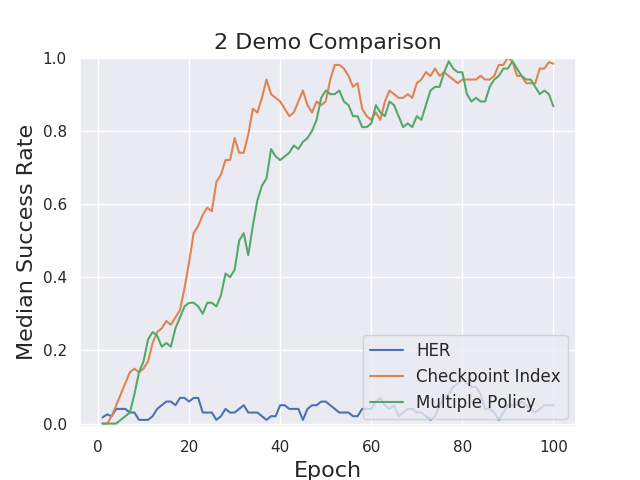 2 Demo Comparison
Median Success Rate
1.0
0.8
0.6
0.4
0.2
0.0
HER
Checkpoint Index
Multiple Policy
0 20 40 60 80 100
Epoch